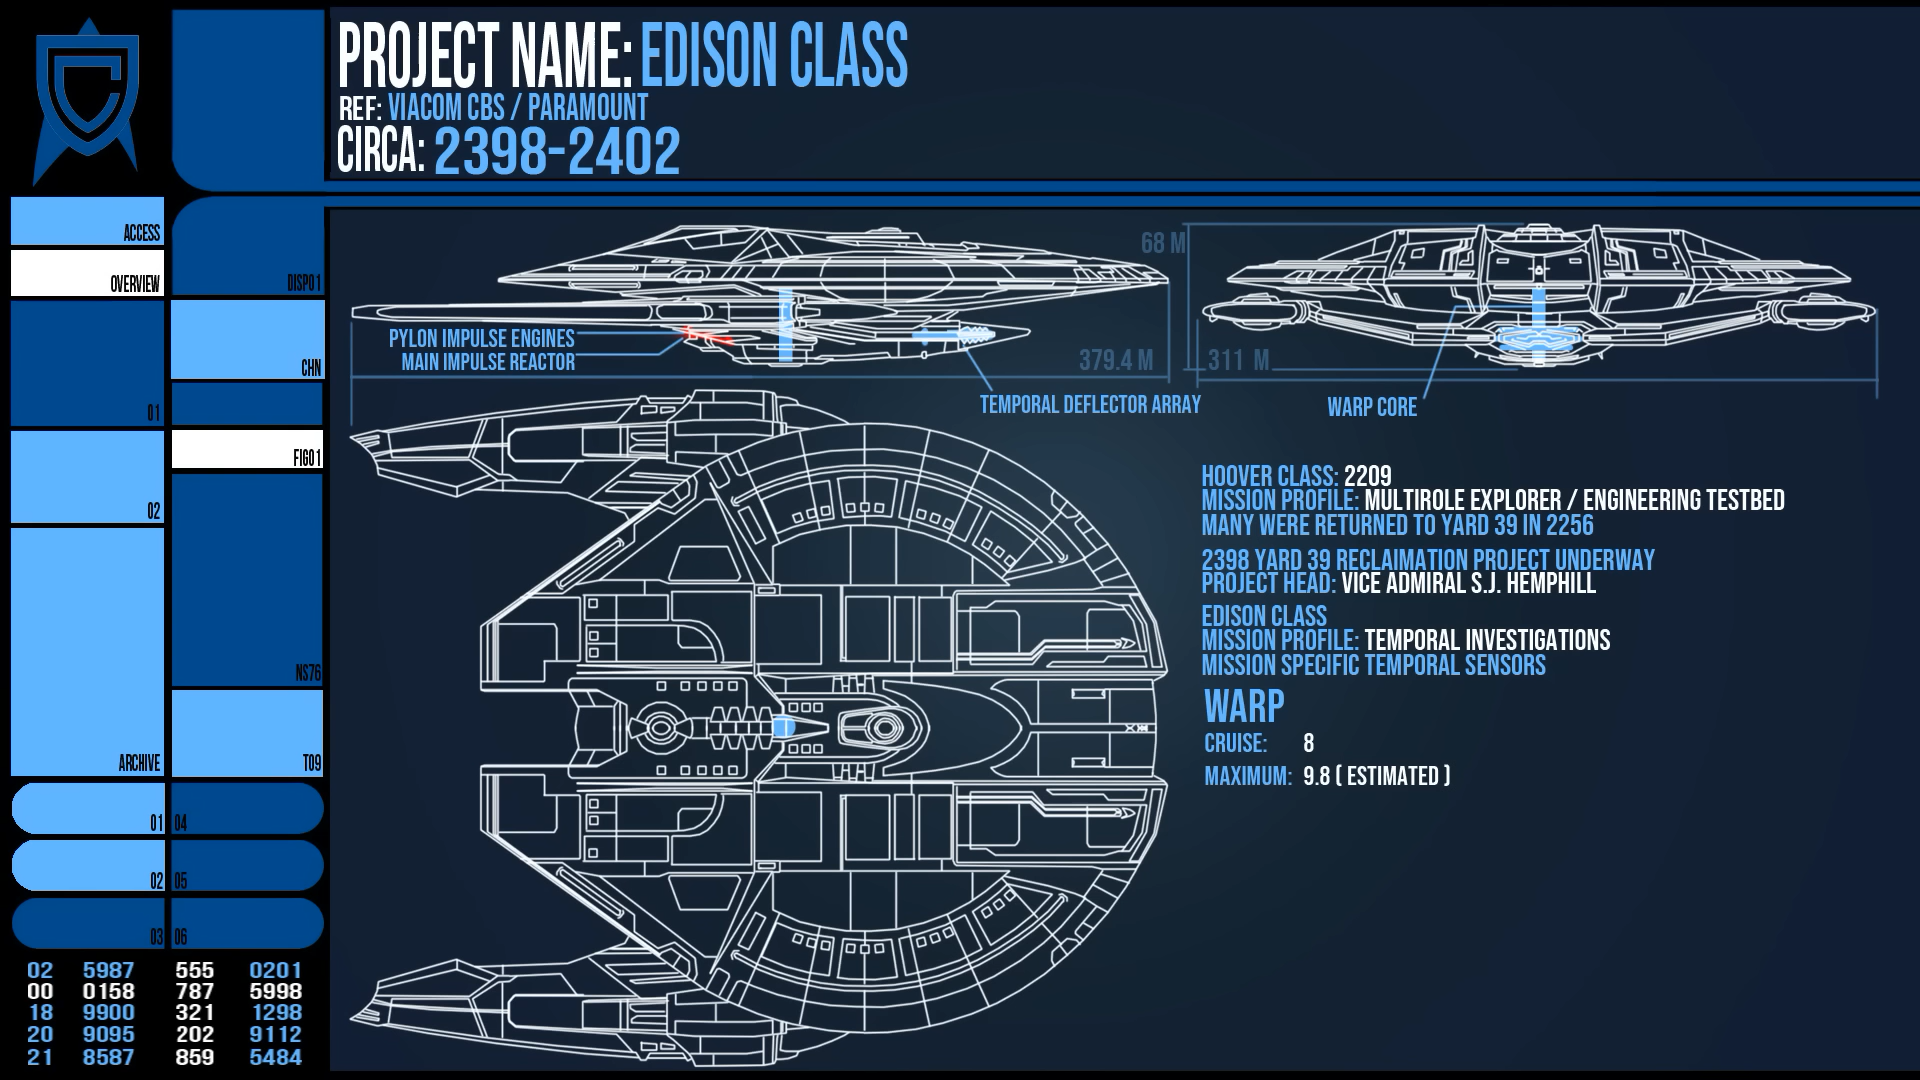 PROJECT NAME: EDISON CLASS
REF: VIACOM CBS / PARAMOUNT
CIRCA: 2398-2402
ACCESS
OVERVIEW
01
02
ARCHIVE
DISP01
CHN
FIG01
NS76
T09
01 04
02 05
03 06
02 5987 555 0201
00 0158 787 5998
18 9900 321 1298
20 9095 202 9112
21 8587 859 5484
68 M
PYLON IMPULSE ENGINES
MAIN IMPULSE REACTOR
379.4 M
311 M
TEMPORAL DEFLECTOR ARRAY
WARP CORE
HOOVER CLASS: 2209
MISSION PROFILE: MULTIROLE EXPLORER / ENGINEERING TESTBED
MANY WERE RETURNED TO YARD 39 IN 2256
2398 YARD 39 RECLAIMATION PROJECT UNDERWAY
PROJECT HEAD: VICE ADMIRAL S.J. HEMPHILL
EDISON CLASS
MISSION PROFILE: TEMPORAL INVESTIGATIONS
MISSION SPECIFIC TEMPORAL SENSORS
WARP
CRUISE: 8
MAXIMUM: 9.8 ( ESTIMATED )